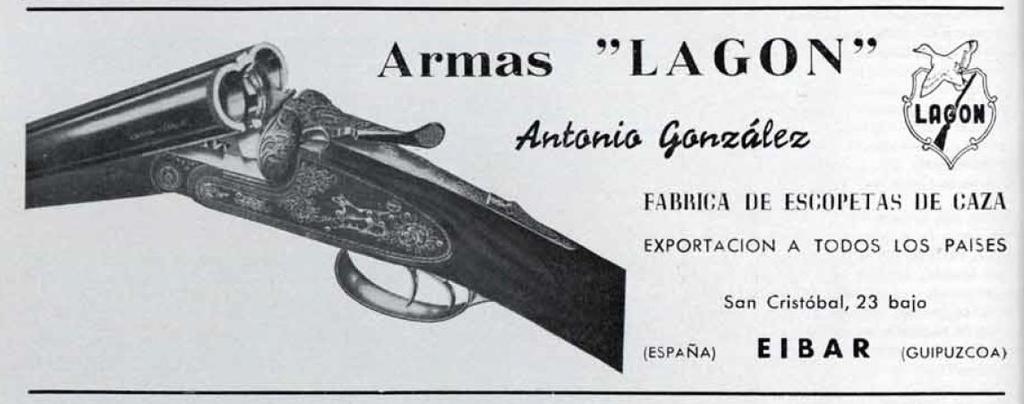 Armas "LAGON"
LAGON
Antonio González
FABRICA DE ESCOPETAS DE CAZA
EXPORTACION A TODOS LOS PAISES
San Cristóbal, 23 bajo
(ESPAÑA) EIBAR (GUIPUZCOA)